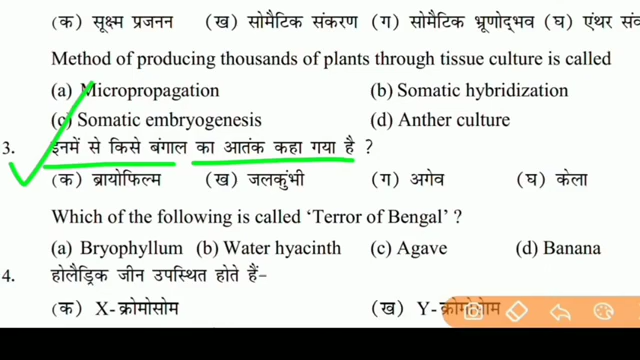 (क) सूक्ष्म प्रजनन (ख) सोमैटिक संकरण (ग) सोमैटिक भ्रूणोद्भव (घ) एंथर
Method of producing thousands of plants through tissue culture is called
(a) Micropropagation (b) Somatic hybridization
(c) Somatic embryogenesis (d) Anther culture
3. इनमें से किसे बंगाल का आतंक कहा गया है ?
(क) ब्रायोफिल्म (ख) जलकुंभी (ग) अगेव (घ) केला
Which of the following is called ‘Terror of Bengal’ ?
(a) Bryophyllum (b) Water hyacinth (c) Agave (d) Banana
4. होलैंड्रिक जीन उपस्थित होते हैं-
(क) X-क्रोमोसोम (ख) Y-क्रोमोसोम